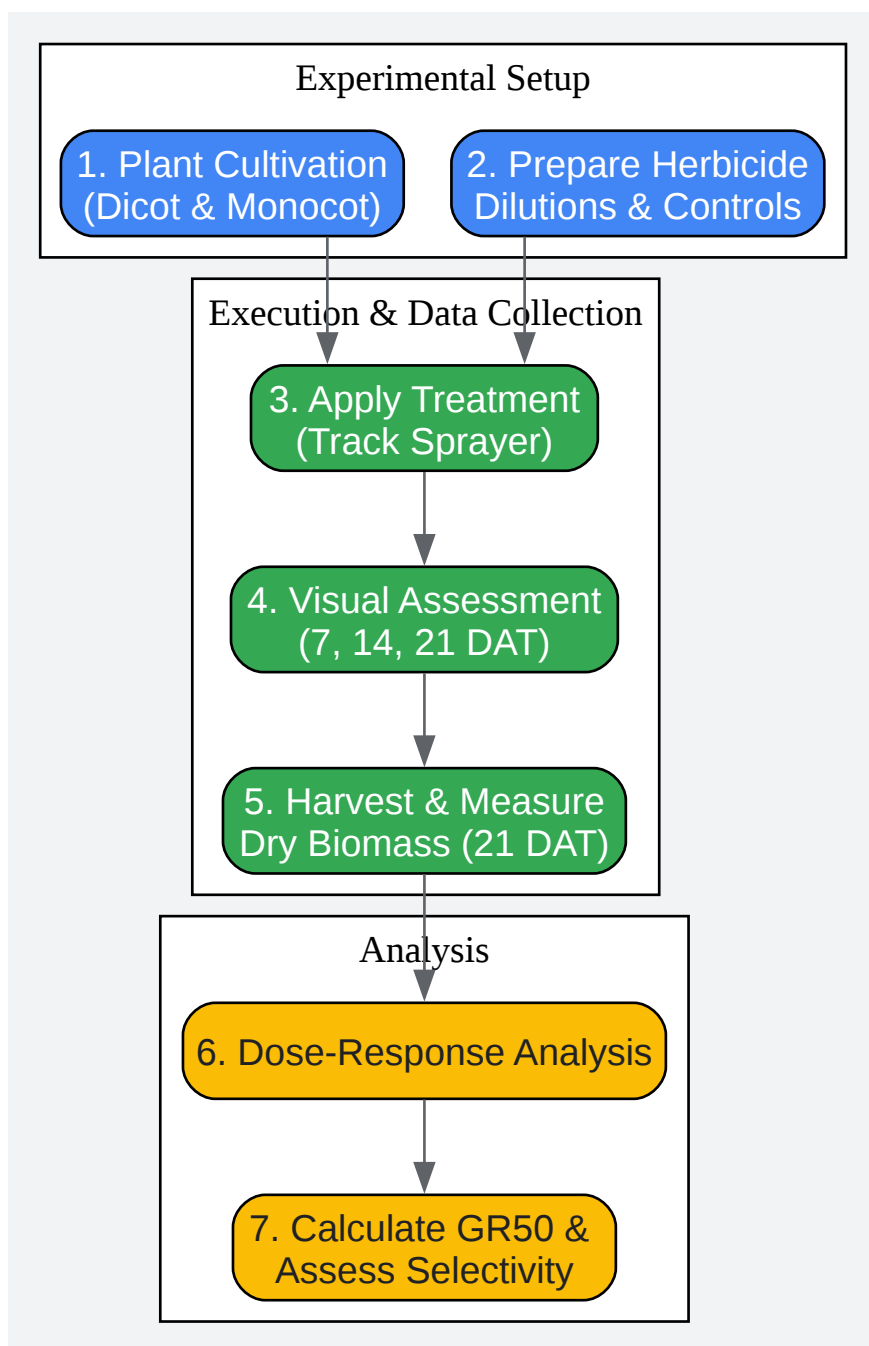 Experimental Setup
1. Plant Cultivation
(Dicot & Monocot)
2. Prepare Herbicide
Dilutions & Controls
Execution & Data Collection
3. Apply Treatment
(Track Sprayer)
4. Visual Assessment
(7, 14, 21 DAT)
5. Harvest & Measure
Dry Biomass (21 DAT)
Analysis
6. Dose-Response Analysis
7. Calculate GR50 &
Assess Selectivity